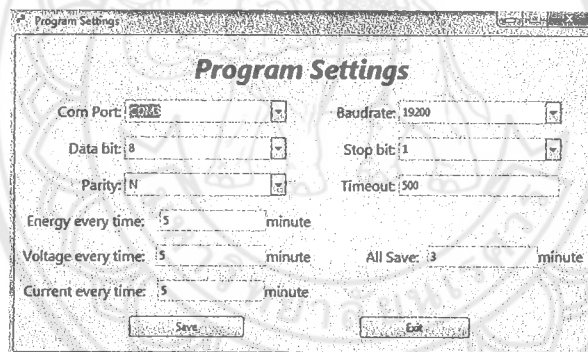 Program Settings
Program Settings
Com Port: COM3 Baudrate: 19200
Data bit: 8 Stop bit: 1
Parity: N Timeout: 500
Energy every time: 5 minute
Voltage every time: 5 minute All Save: 3 minute
Current every time: 5 minute
Save Exit